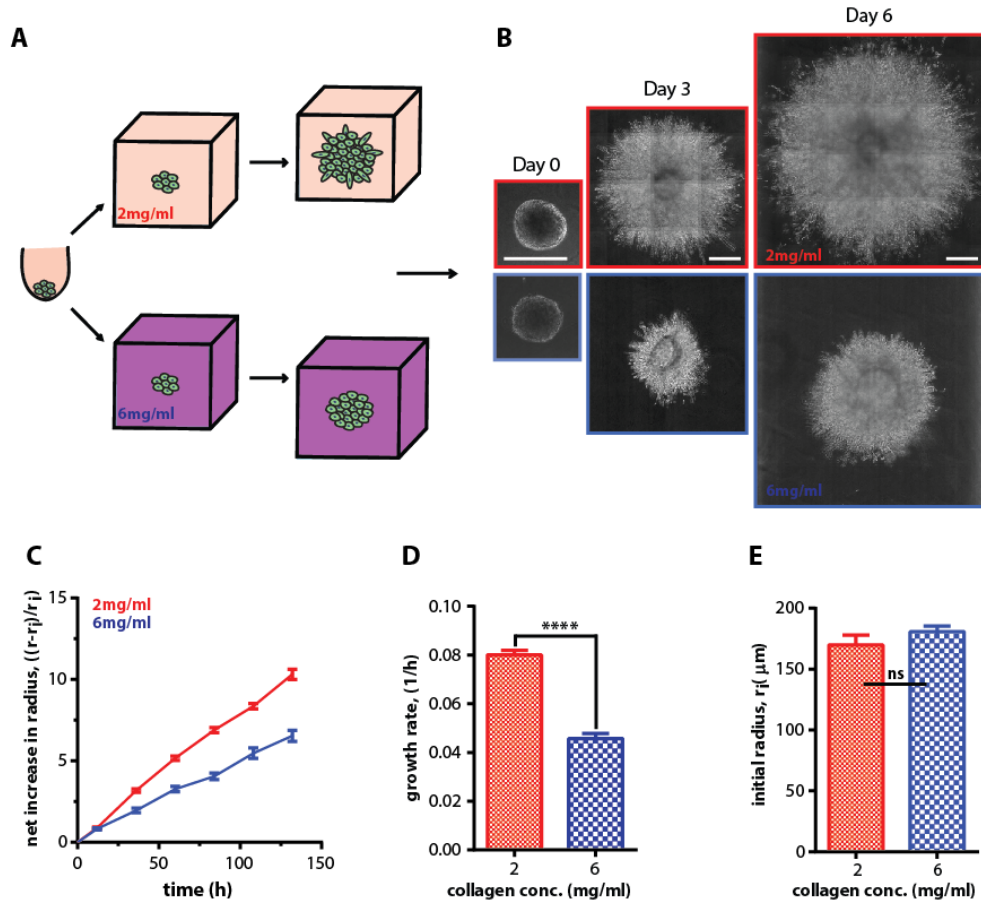 A
2mg/ml
6mg/ml
B
Day 0
Day 3
Day 6
2mg/ml
6mg/ml
C
net increase in radius, ((r-ri)/ri)
15
10
5
0
2mg/ml
6mg/ml
0
50
100
150
time (h)
D
growth rate, (1/h)
0.10
0.08
0.06
0.04
0.02
0.00
****
2
6
collagen conc. (mg/ml)
E
initial radius, ri( μm)
200
150
100
50
0
ns
2
6
collagen conc. (mg/ml)